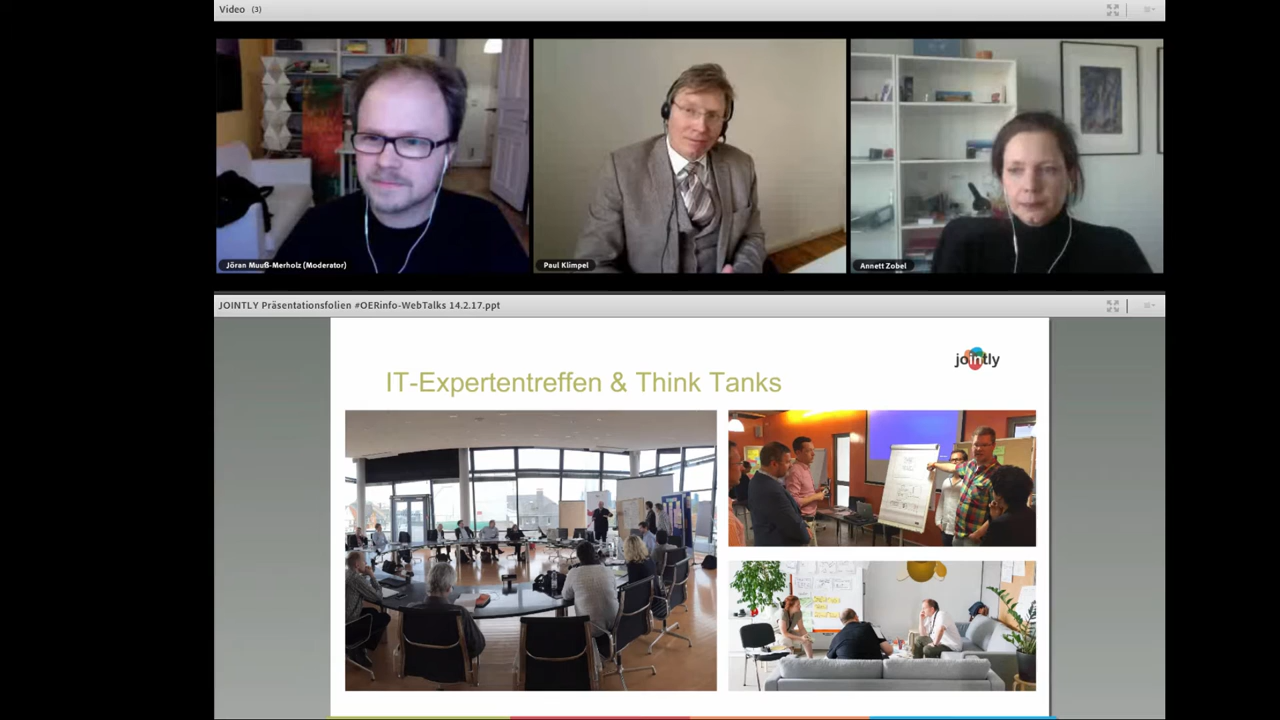 Video (3)
Jöran Muuß-Merholz (Moderator)
Paul Klimpel
Annett Zobel
JOINTLY Präsentationsfolien #OERinfo-WebTalks 14.2.17.ppt
jointly
IT-Expertentreffen & Think Tanks